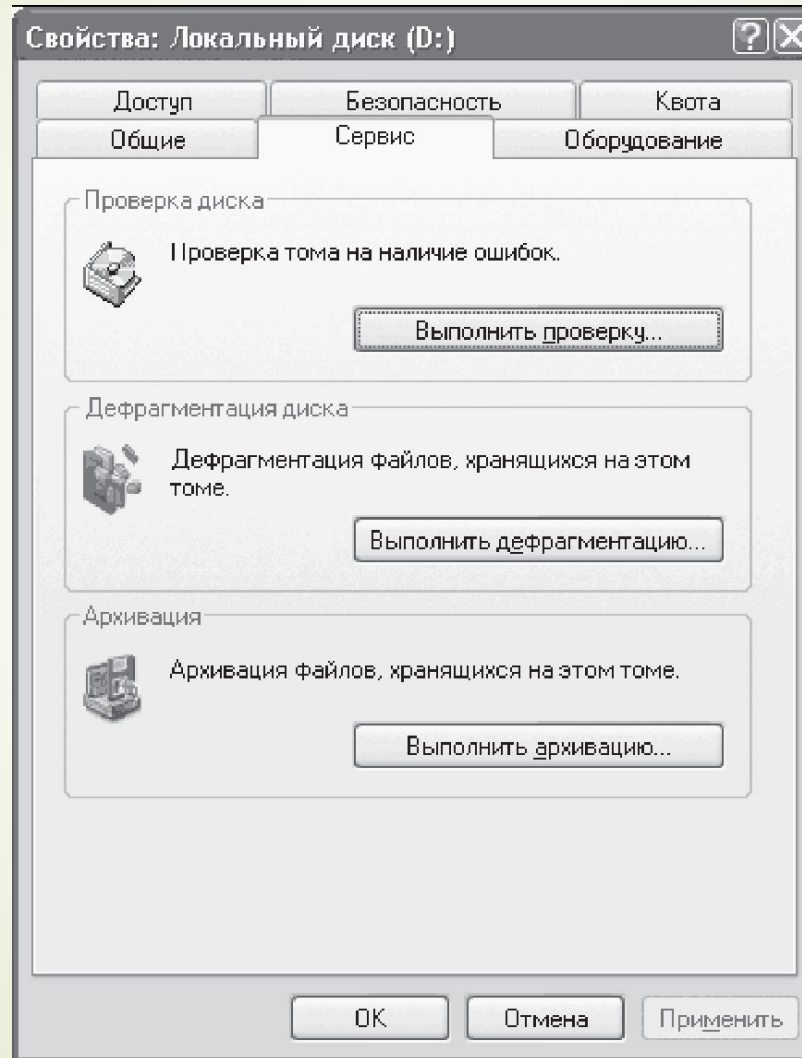 Свойства: Локальный диск (D:)
Доступ Безопасность Квота
Общие Сервис Оборудование
Проверка диска
Проверка тома на наличие ошибок.
Выполнить проверку...
Дефрагментация диска
Дефрагментация файлов, хранящихся на этом
томе.
Выполнить дефрагментацию...
Архивация
Архивация файлов, хранящихся на этом томе.
Выполнить архивацию...
ОК Отмена Применить